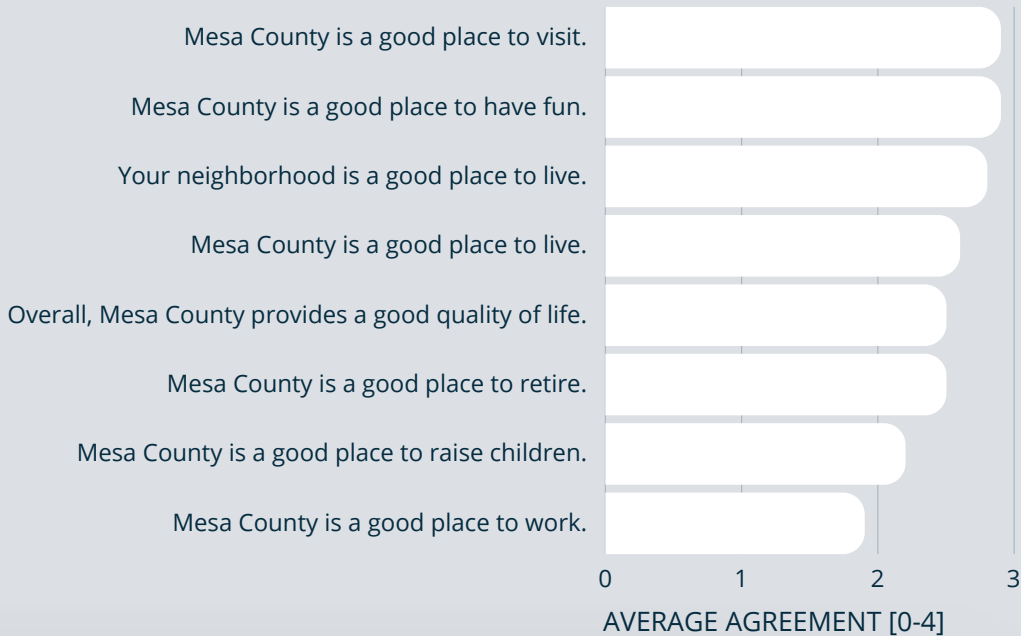 Mesa County is a good place to visit.
Mesa County is a good place to have fun.
Your neighborhood is a good place to live.
Mesa County is a good place to live.
Overall, Mesa County provides a good quality of life.
Mesa County is a good place to retire.
Mesa County is a good place to raise children.
Mesa County is a good place to work.
0 1 2 3
AVERAGE AGREEMENT [0-4]